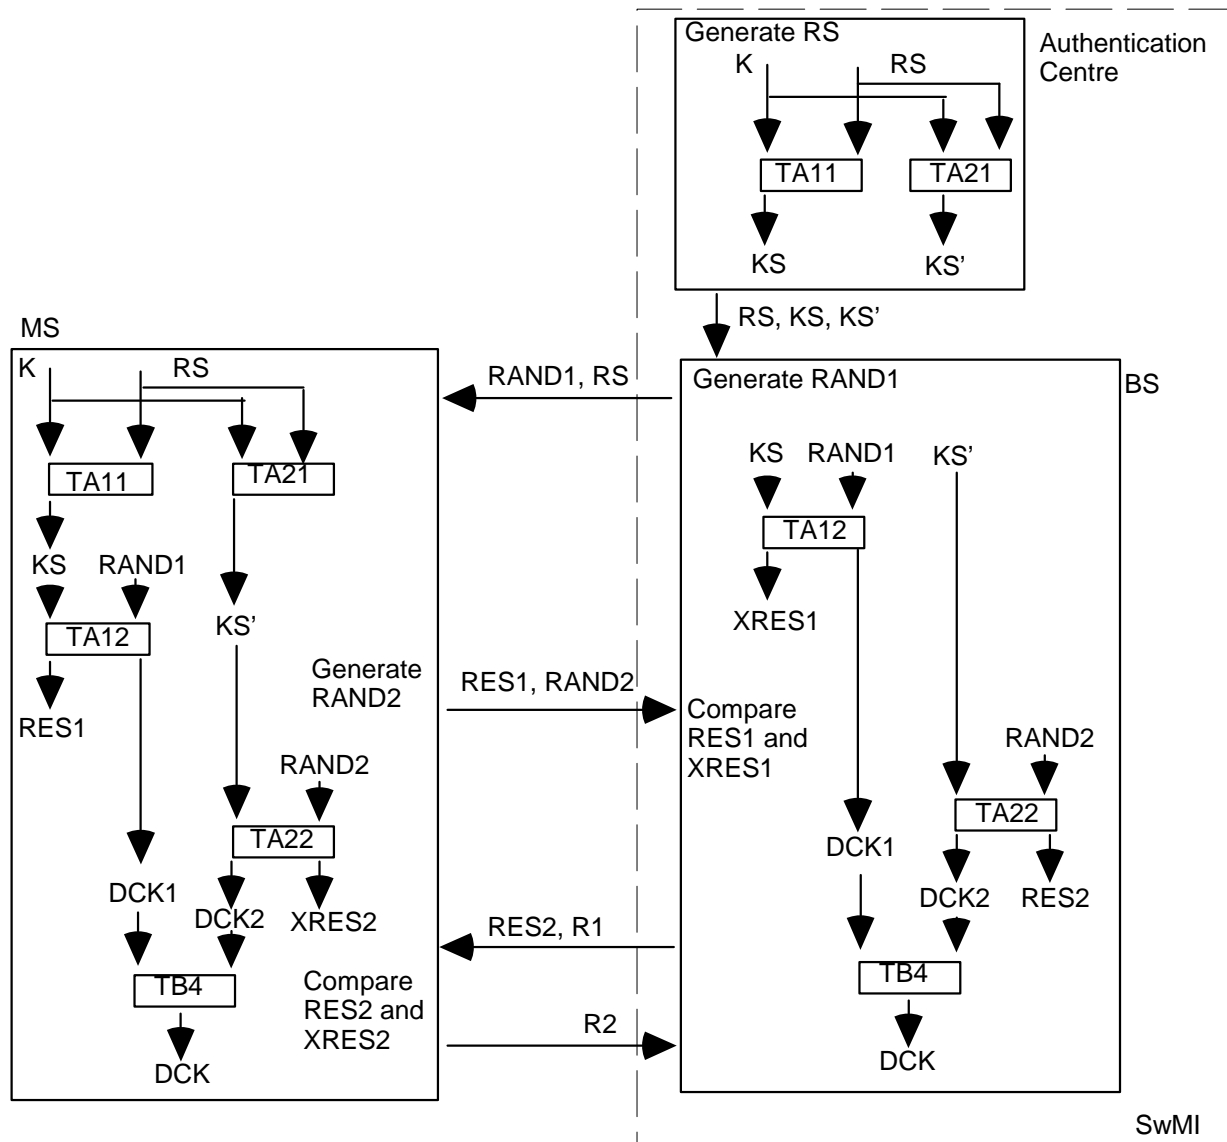 Generate RS
K
RS
TA11
TA21
KS
KS'
Authentication
Centre
RS, KS, KS’
MS
K
RS
TA11
TA21
KS
RAND1
TA12
KS'
RES1
Generate
RAND2
RAND2
TA22
DCK1
DCK2
XRES2
TB4
DCK
Compare
RES2 and
XRES2
RAND1, RS
RES1, RAND2
RES2, R1
R2
Generate RAND1
BS
KS
RAND1
KS’
TA12
XRES1
Compare
RES1 and
XRES1
RAND2
TA22
DCK1
DCK2
RES2
TB4
DCK
SwMI